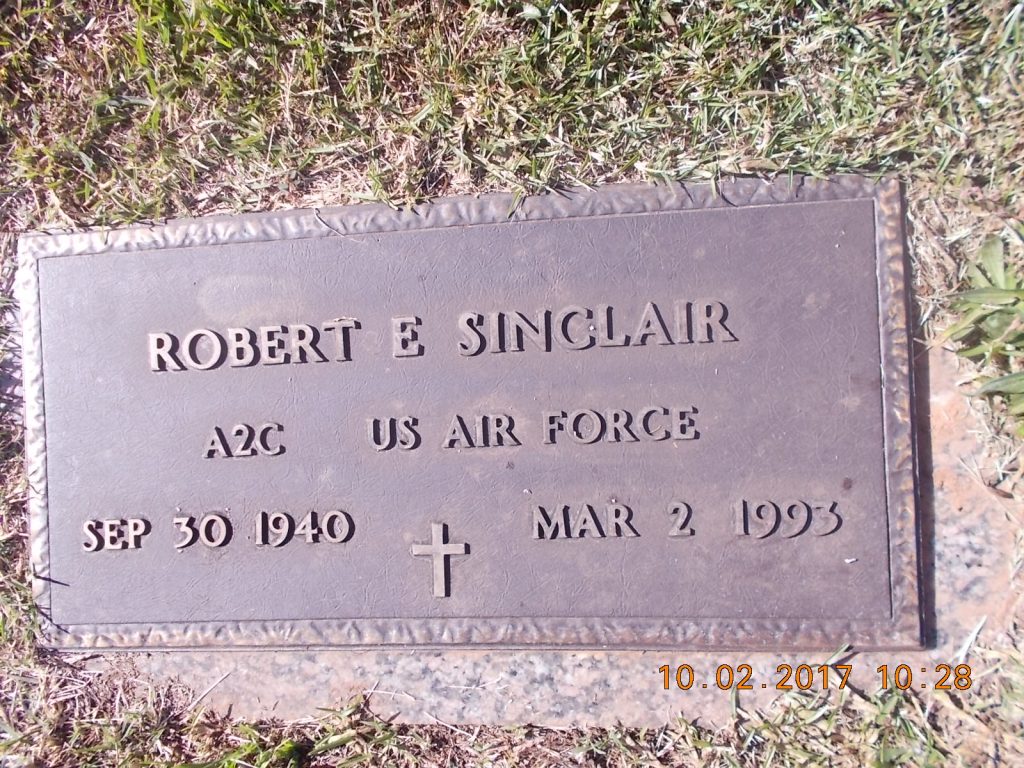 ROBERT E SINCLAIR
A2C US AIR FORCE
SEP 30 1940 MAR 2 1993
10.02.2017 10:28